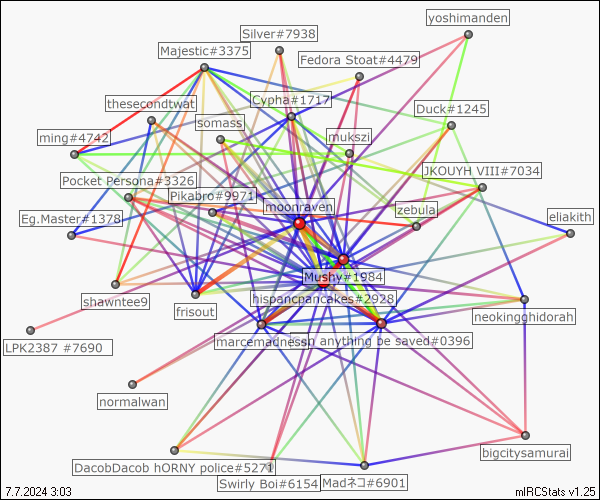 yoshimanden
Silver#7938
Majestic#3375
Fedora Stoat#4479
thesecondtwat
Cypha#1717
Duck#1245
somass
ming#4742
mukszi
JKOUYH VIII#7034
Pocket Persona#3326
Pikabro#9971
moonraven
zebula
Eg.Master#1378
eliakith
Mushy#1984
shawntee9
hispancpancakes#2928
frisout
neokingghidorah
LPK2387 #7690
marcemadness
n anything be saved#0396
normalwan
bigcitysamurai
DacobDacob hORNY police#5271
Swirly Boi#6154
Madネコ#6901
7.7.2024 3:03
mIRCStats v1.25